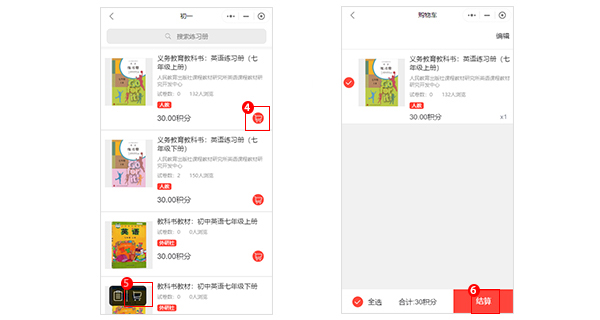 初一
搜索练习册
义务教育教科书：英语练习册（七
年级上册）
人民教育出版社课程教材研究所英语课程教材研
究开发中心
试卷数： 0 132人浏览
人教
30.00积分
4
义务教育教科书：英语练习册（七
年级下册）
人民教育出版社课程教材研究所英语课程教材研
究开发中心
试卷数： 2 150人浏览
人教
30.00积分
英语
教科书教材：初中英语七年级上册
试卷数： 0 0人浏览
外研社
30.00积分
5
教科书教材：初中英语七年级下册
试卷数： 0 0人浏览
外研社
购物车
编辑
义务教育教科书：英语练习册（七
年级上册）
人民教育出版社课程教材研究所英语课程教材研
究开发中心
试卷数： 0 132人浏览
人教
30.00积分 x1
全选
合计:30积分
6
结算